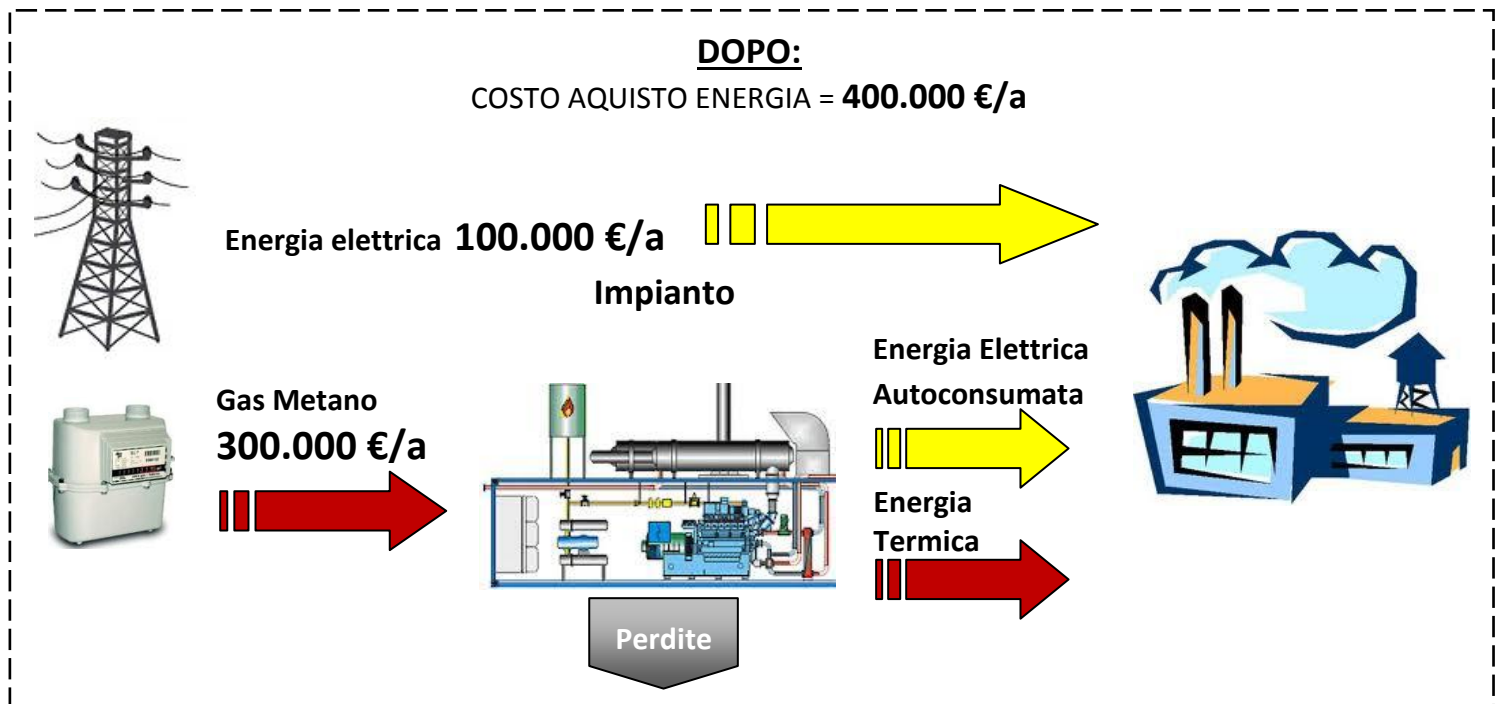 DOPO:
COSTO AQUISTO ENERGIA = 400.000 €/a
Energia elettrica 100.000 €/a
Impianto
Energia Elettrica
Autoconsumata
Gas Metano
300.000 €/a
Energia
Termica
Perdite